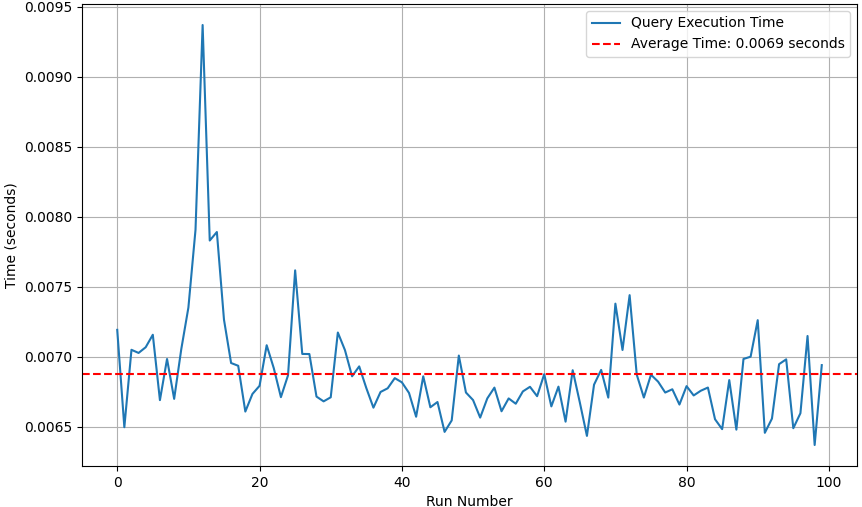 0.0095
0.0090
0.0085
0.0080
0.0075
0.0070
0.0065
Time (seconds)
Query Execution Time
Average Time: 0.0069 seconds
0 20 40 60 80 100
Run Number